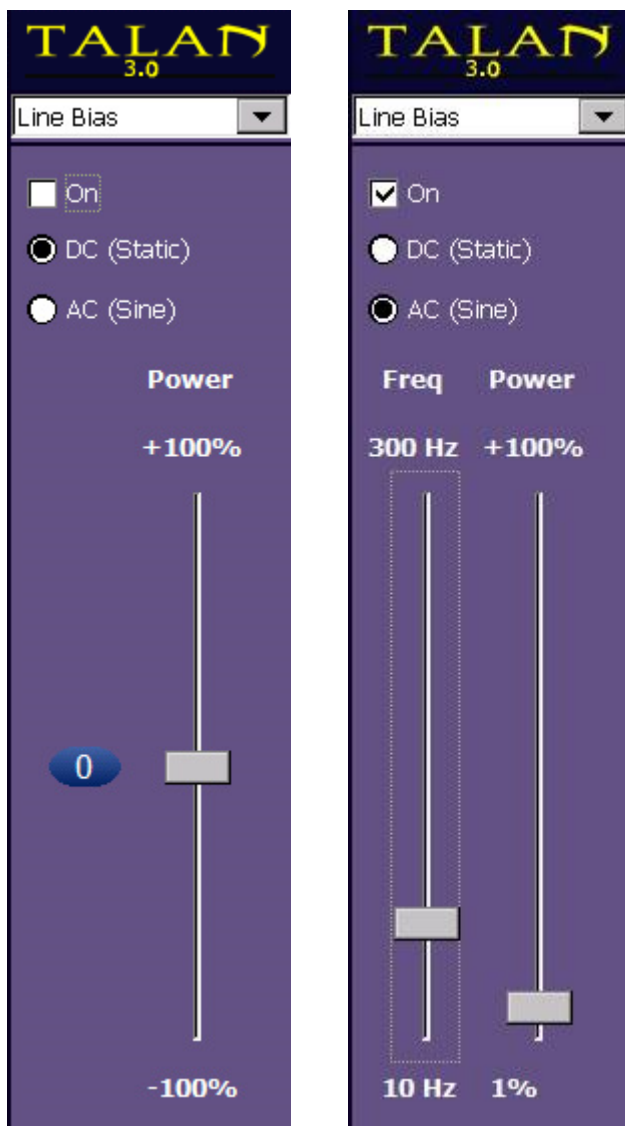 TALAN
3.0
Line Bias
On
DC (Static)
AC (Sine)
Power
+100%
0
-100%
TALAN
3.0
Line Bias
On
DC (Static)
AC (Sine)
Freq Power
300 Hz +100%
10 Hz 1%